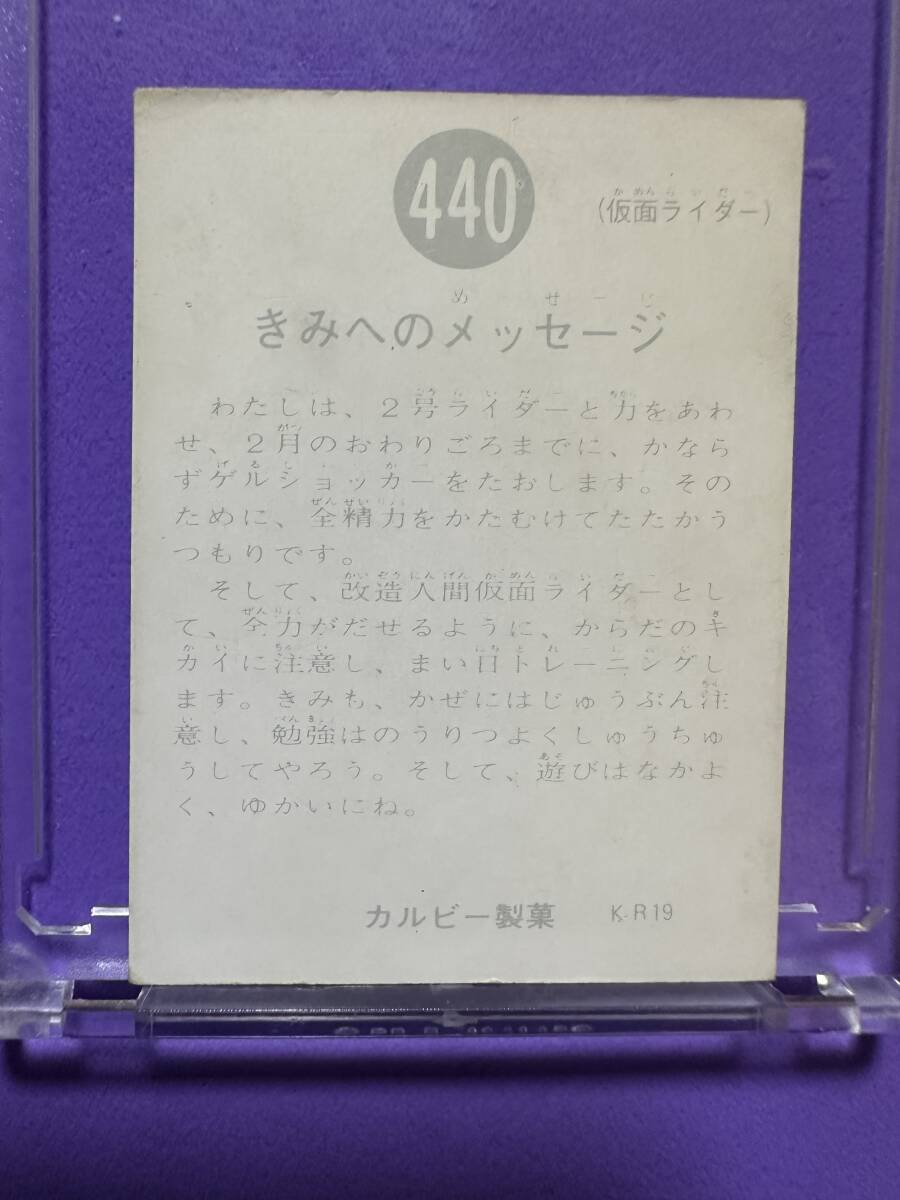 440
(仮面ライダー)
きみへのメッセージ
わたしは、2号ライダーと力をあわ
せ、2月のおわりごろまでに、かなら
ずゲルショッカーをたおします。その
ために、全精力をかたむけてたたかう
つもりです。
そして、改造人間仮面ライダーとし
て、全力がだせるように、からだのキ
カイに注意し、まい日トレーニングし
ます。きみも、かぜにはじゅうぶん注
意し、勉強はのうりつよくしゅうちゅ
うしてやろう。そして、遊びはなかよ
く、ゆかいにね。
カルビー製菓 K.R19